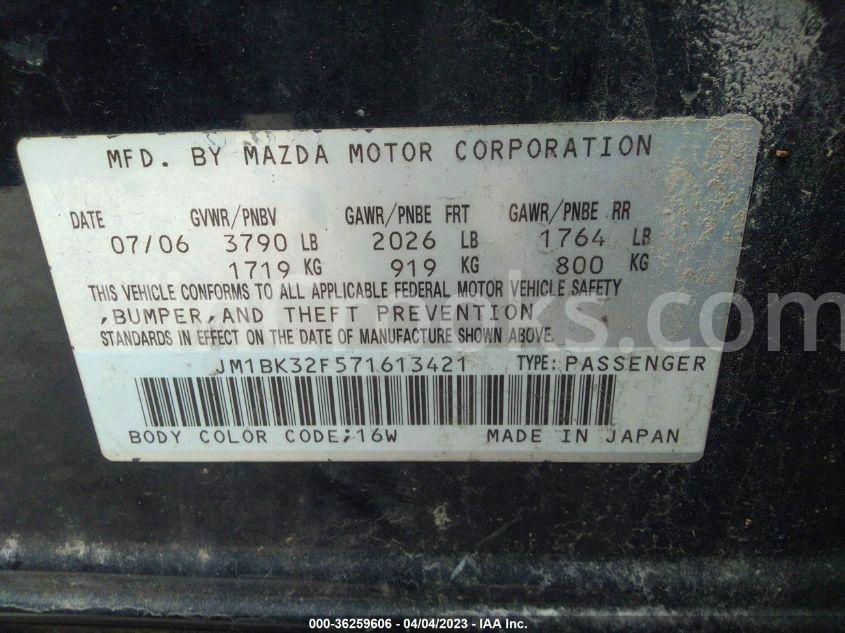 MFD. BY MAZDA MOTOR CORPORATION
DATE GVWR/PNBV GAWR/PNBE FRT GAWR/PNBE RR
07/06 3790 LB 2026 LB 1764 LB
1719 KG 919 KG 800 KG
THIS VEHICLE CONFORMS TO ALL APPLICABLE FEDERAL MOTOR VEHICLE SAFETY
,BUMPER,AND THEFT PREVENTION
STANDARDS IN EFFECT ON THE DATE OF MANUFACTURE SHOWN ABOVE.
JM1BK32F571613421 TYPE: PASSENGER
BODY COLOR CODE;16W MADE IN JAPAN
000-36259606 - 04/04/2023 - IAA Inc.